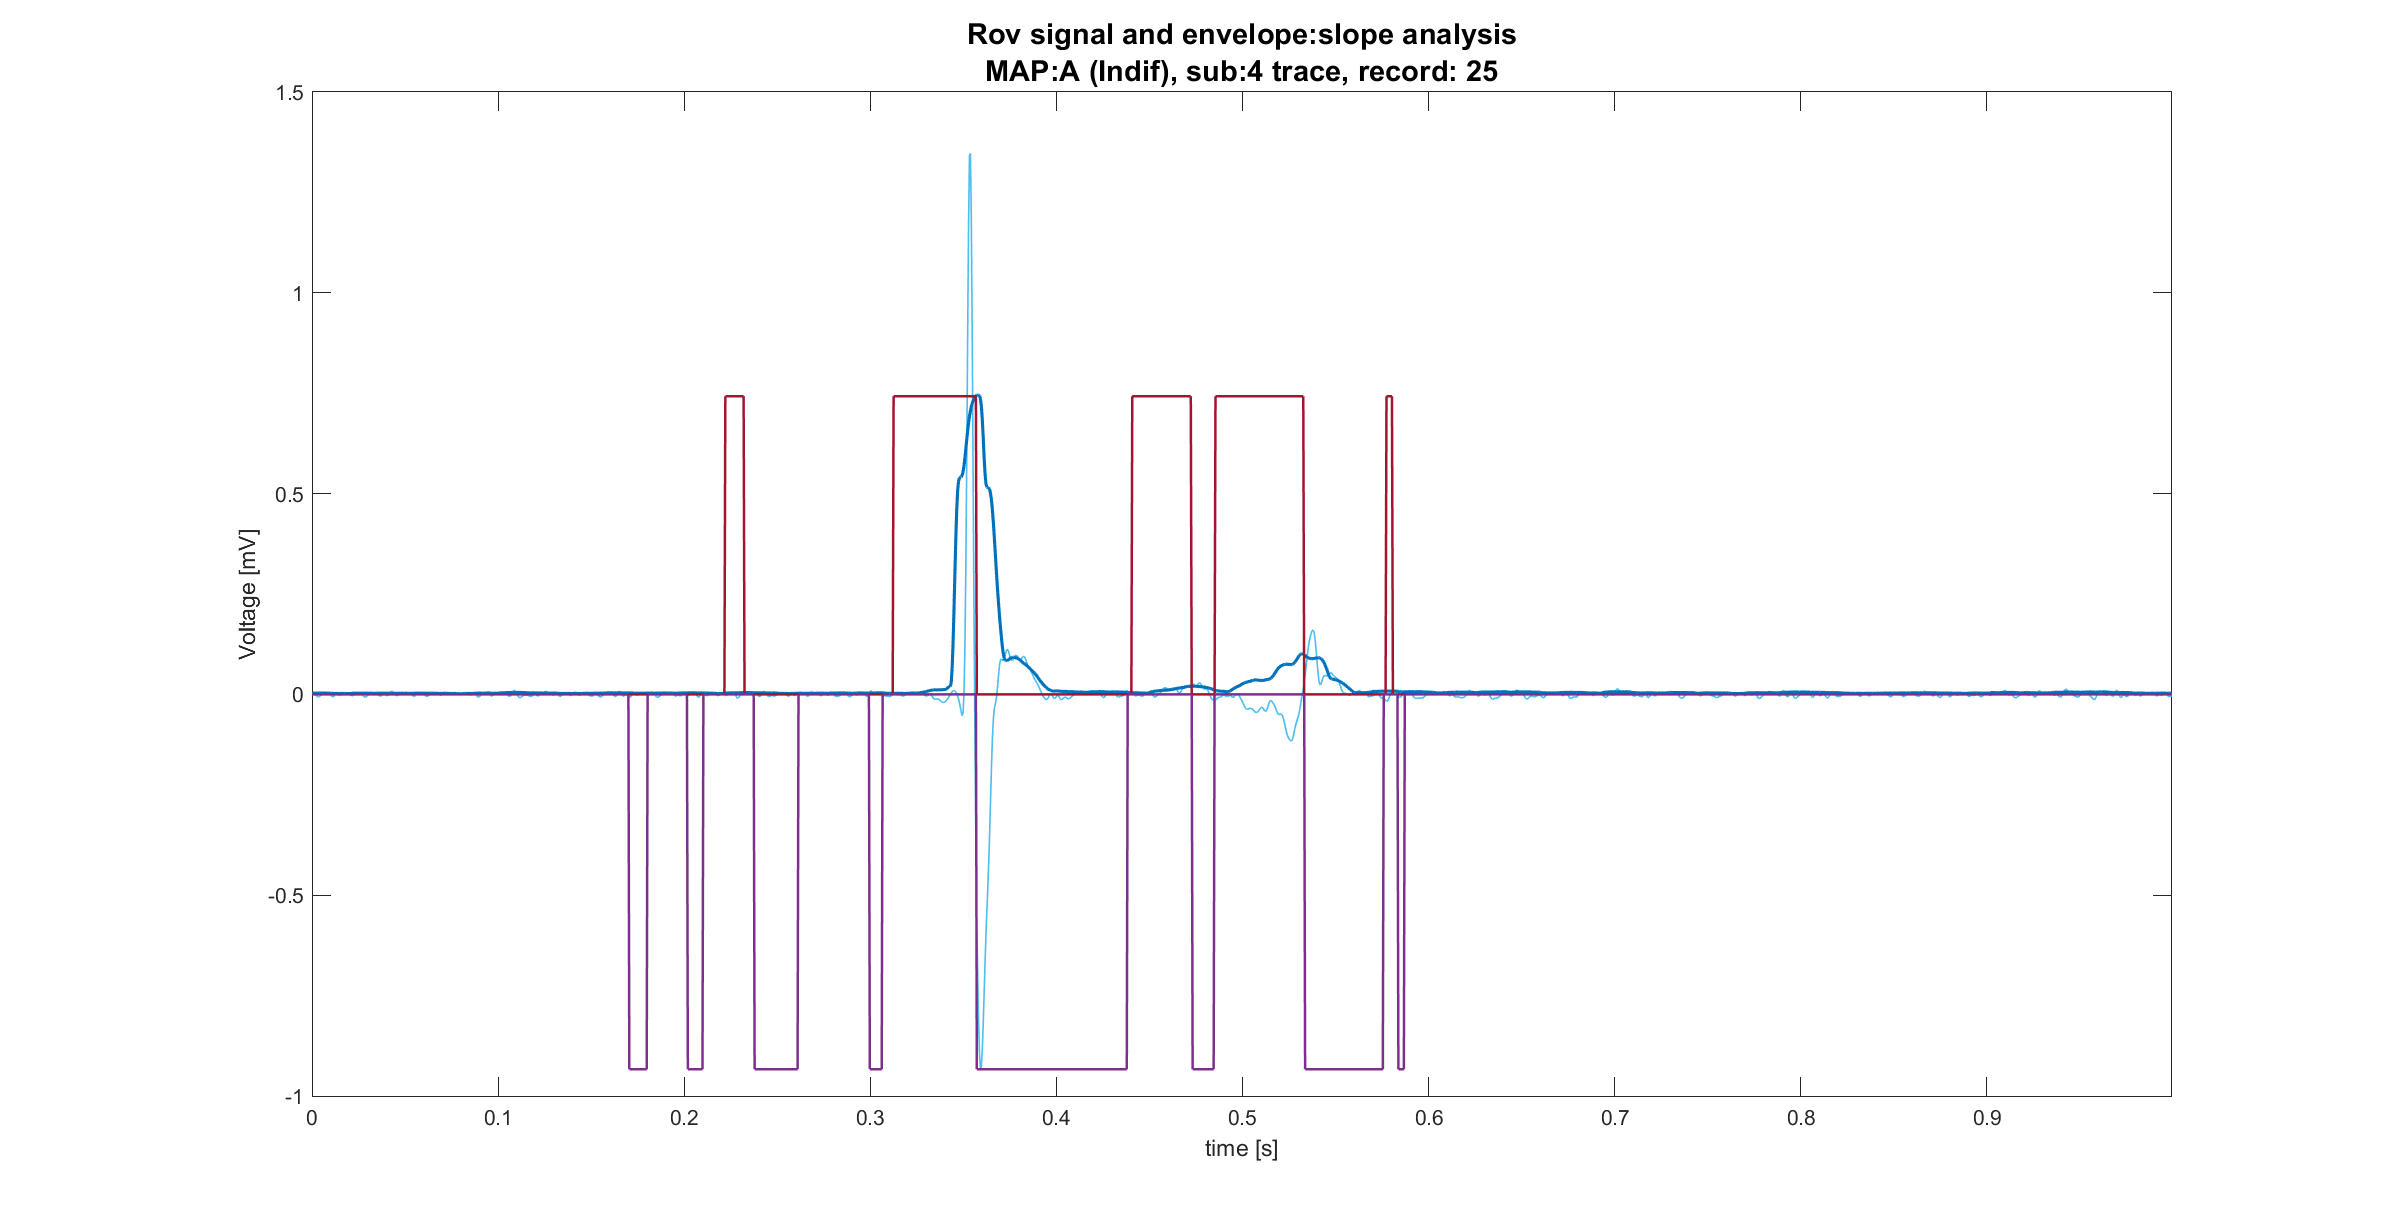 Rov signal and envelope:slope analysis
MAP:A (Indif), sub:4 trace, record: 25
1.5
1
0.5
0
-0.5
-1
Voltage [mV]
0 0.1 0.2 0.3 0.4 0.5 0.6 0.7 0.8 0.9
time [s]